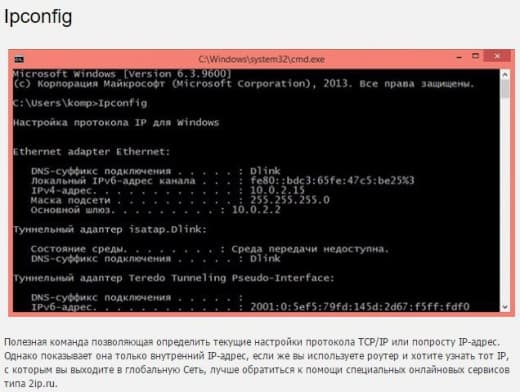 Ipconfig
C:\Windows\system32\cmd.exe
Microsoft Windows [Version 6.3.9600]
(c) Корпорация Майкрософт (Microsoft Corporation), 2013. Все права защищены.
C:\Users\komp>Ipconfig
Настройка протокола IP для Windows
Ethernet adapter Ethernet:
DNS-суффикс подключения . . . . . : Dlink
Локальный IPv6-адрес канала . . . : fe80::bdc3:65fe:47c5:be25%3
IPv4-адрес. . . . . . . . . . . . : 10.0.2.15
Маска подсети . . . . . . . . . . : 255.255.255.0
Основной шлюз. . . . . . . . . : 10.0.2.2
Туннельный адаптер isatap.Dlink:
Состояние среды. . . . . . . . : Среда передачи недоступна.
DNS-суффикс подключения . . . . . : Dlink
Туннельный адаптер Teredo Tunneling Pseudo-Interface:
DNS-суффикс подключения . . . . . :
IPv6-адрес. . . . . . . . . . . . : 2001:0:5ef5:79fd:145d:2d67:f5ff:fdf0
Полезная команда позволяющая определить текущие настройки протокола TCP/IP или попросту IP-адрес.
Однако показывает она только внутренний IP-адрес, если же вы используете роутер и хотите узнать тот IP,
с которым вы выходите в глобальную Сеть, лучше обратиться к помощи специальных онлайновых сервисов
типа 2ip.ru.